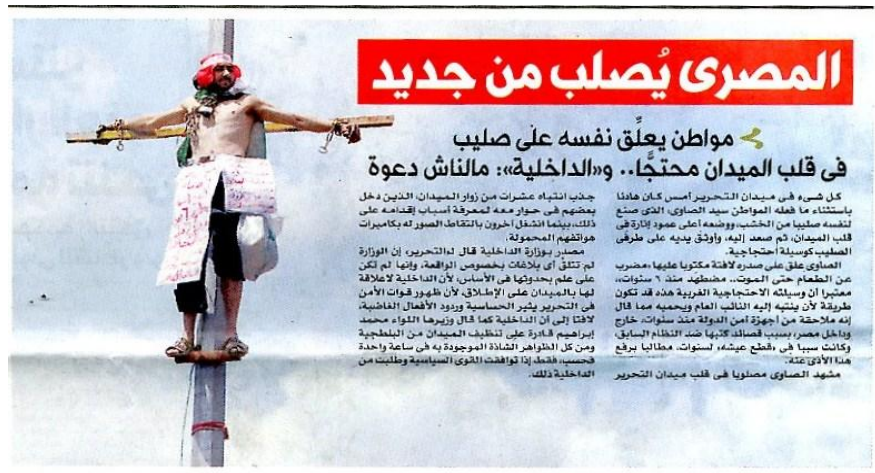 المصرى يُصلب من جديد
مواطن يعلِّق نفسه على صليب
فى قلب الميدان محتجًّا.. و«الداخلية»: مالناش دعوة
كل شىء فى ميدان التحرير أمس كان هادئا
باستثناء ما فعله المواطن سيد الصاوى، الذى صنع
لنفسه صليبا من الخشب، ووضعه أعلى عمود إنارة فى
قلب الميدان، ثم صعد إليه، وأوثق يديه على طرفى
الصليب كوسيلة احتجاجية.
الصاوى علق على صدره لافتة مكتوبا عليها «مضرب
عن الطعام حتى الموت.. مضطهد منذ ٦ سنوات»،
معتبرا أن وسيلته الاحتجاجية الغريبة هذه قد تكون
طريقة لأن ينتبه إليه النائب العام ويحميه مما قال
إنه ملاحقة من أجهزة أمن الدولة منذ سنوات، خارج
وداخل مصر، بسبب قصائد كتبها ضد النظام السابق،
وكانت سببا فى «قطع عيشه» لسنوات، مطالبا برفع
هذا الأذى عنه.
مشهد الصاوى مصلوبا فى قلب ميدان التحرير
جذب انتباه عشرات من زوار الميدان، الذين دخل
بعضهم فى حوار معه لمعرفة أسباب إقدامه على
ذلك، بينما انشغل آخرون بالتقاط الصور له بكاميرات
هواتفهم المحمولة.
مصدر بوزارة الداخلية قال لـ«التحرير»، إن الوزارة
لم تتلقَّ أى بلاغات بخصوص الواقعة، وإنها لم تكن
على علم بحدوثها فى الأساس، لأن الداخلية لا علاقة
لها بالميدان على الإطلاق، لأن ظهور قوات الأمن
فى التحرير يثير الحساسية وردود الأفعال الغاضبة،
لافتا إلى أن الداخلية كما قال وزيرها اللواء محمد
إبراهيم قادرة على تنظيف الميدان من البلطجية
ومن كل الظواهر الشاذة الموجودة به فى ساعة واحدة
فحسب، فقط إذا توافقت القوى السياسية وطلبت من
الداخلية ذلك.